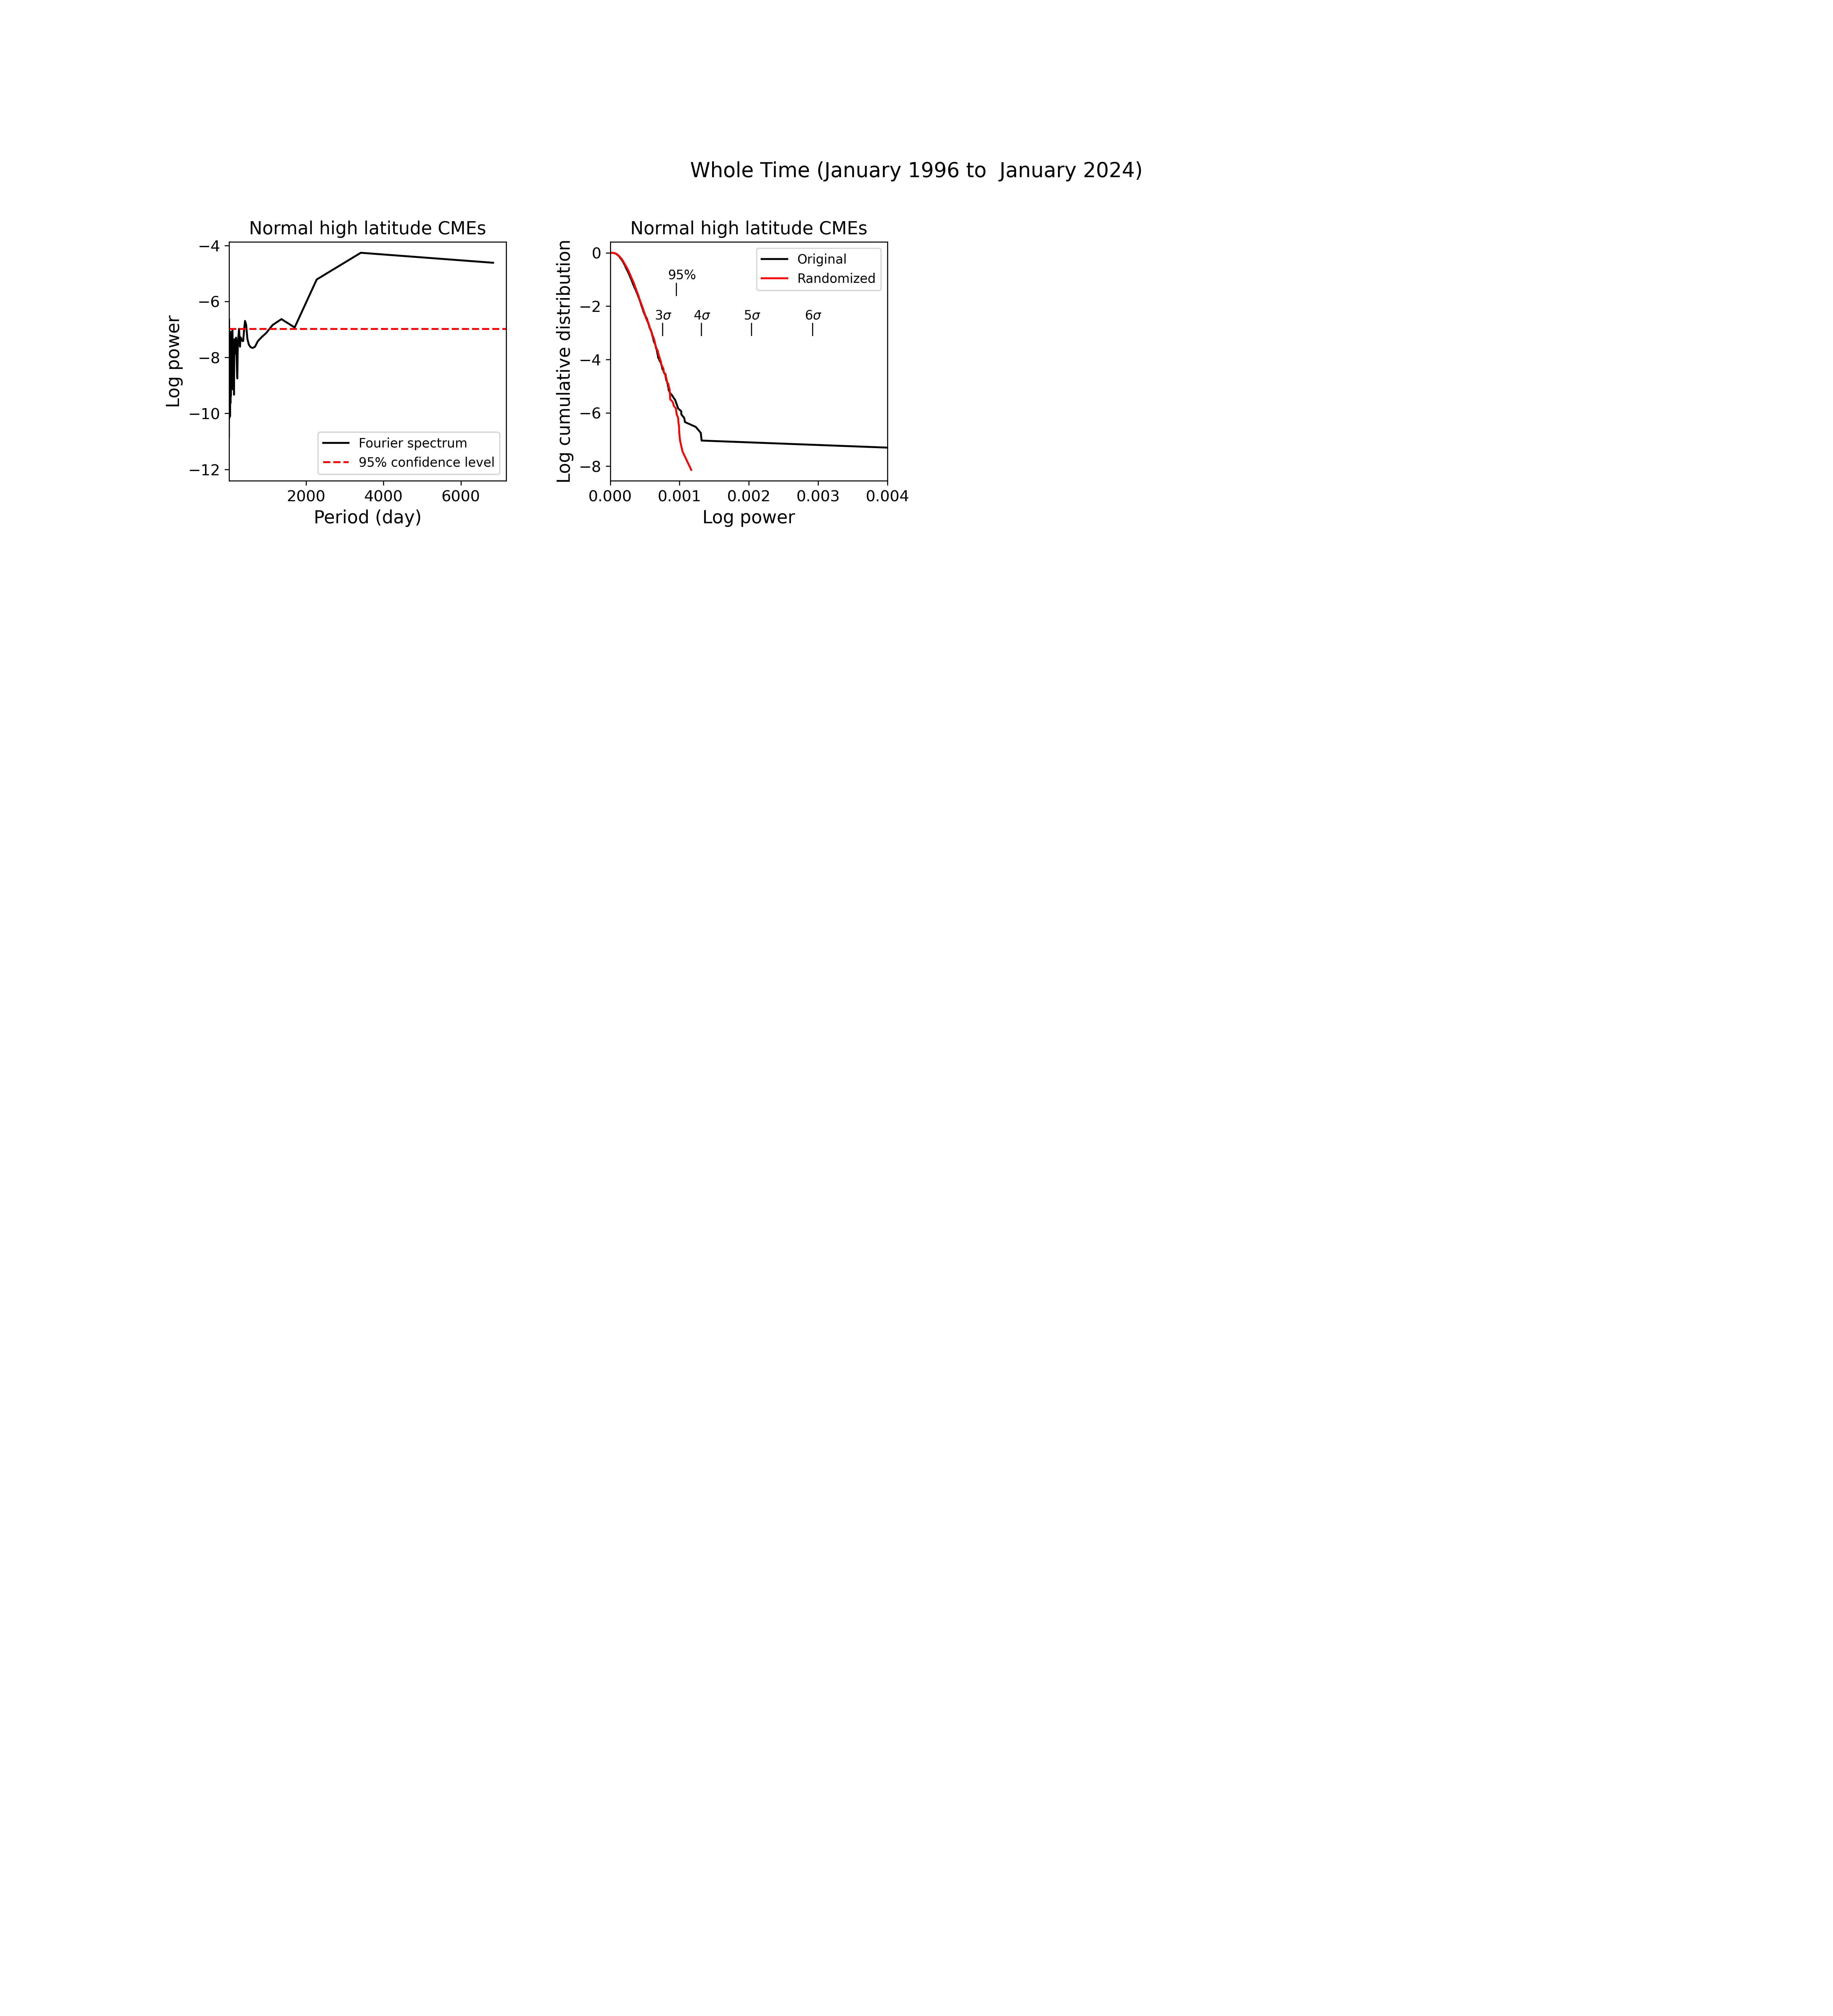 Whole Time (January 1996 to  January 2024)
Normal high latitude CMEs
Log power
−4
−6
−8
−10
−12
Fourier spectrum
95% confidence level
2000 4000 6000
Period (day)
Normal high latitude CMEs
Log cumulative distribution
0
−2
−4
−6
−8
Original
Randomized
95%
3σ 4σ 5σ 6σ
0.000 0.001 0.002 0.003 0.004
Log power